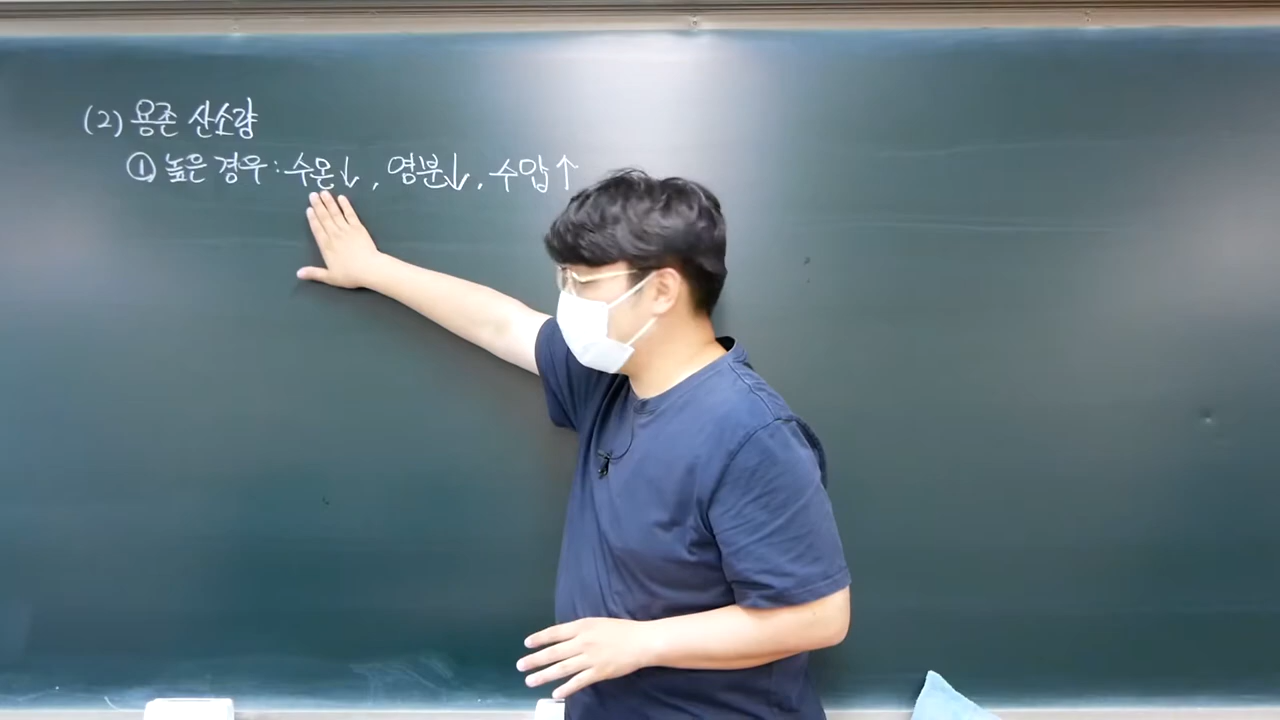 (2) 용존 산소량
① 높은 경우 : 수온↓, 염분↓, 수압↑